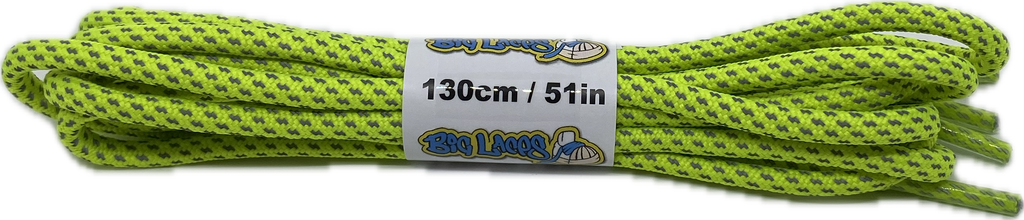 BIG LACES
130cm / 51in
BIG LACES